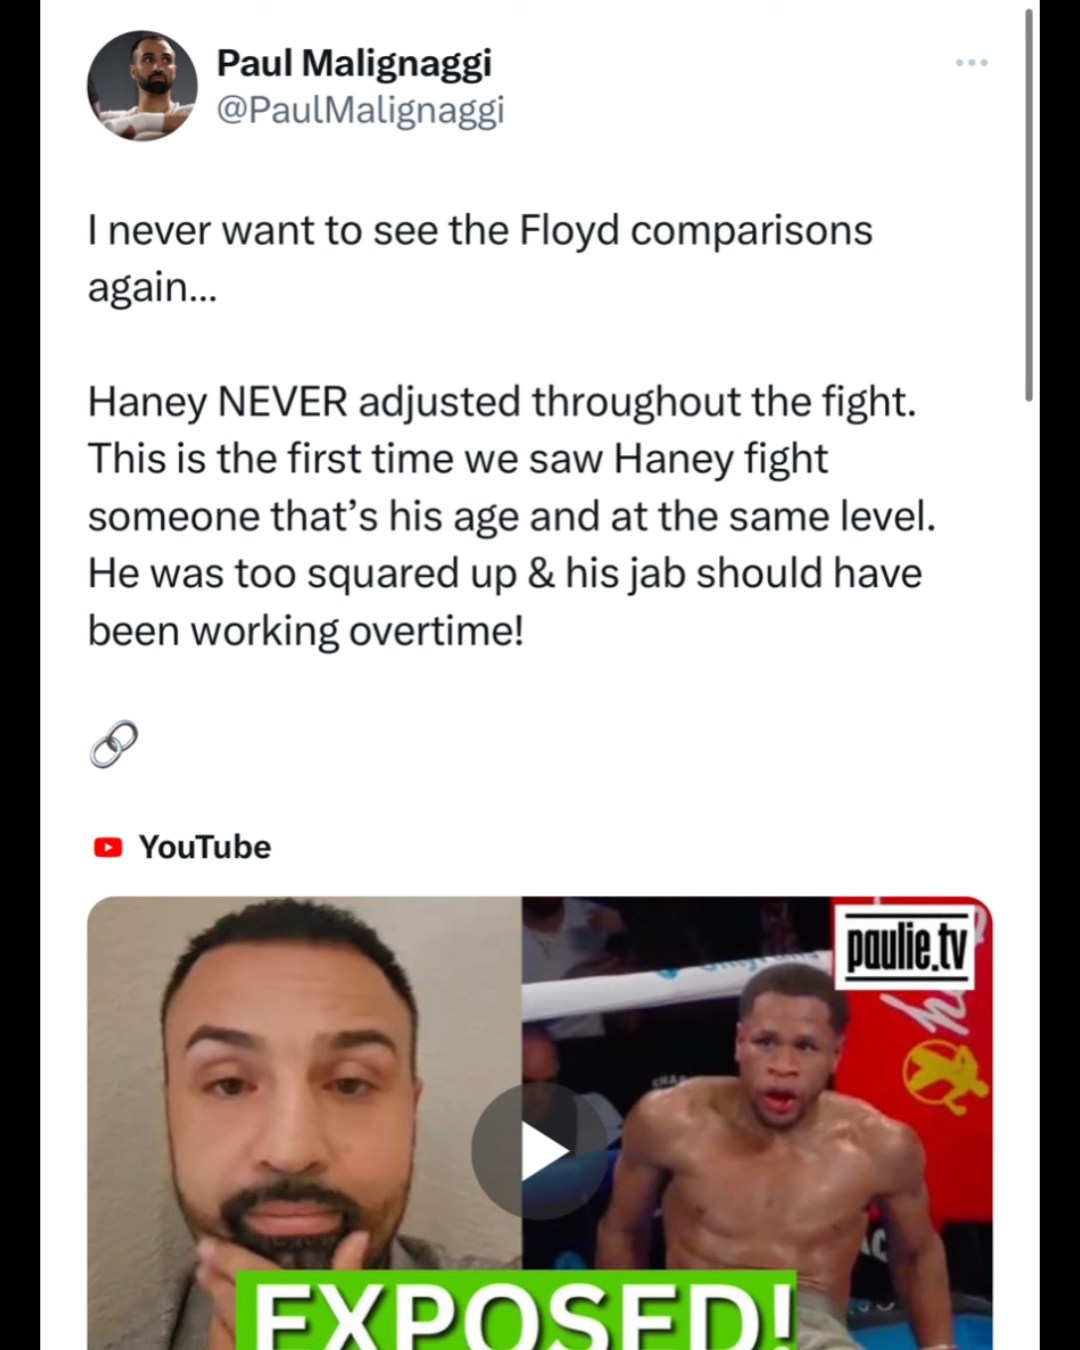 Paul Malignaggi
@PaulMalignaggi
I never want to see the Floyd comparisons
again...
Haney NEVER adjusted throughout the fight.
This is the first time we saw Haney fight
someone that’s his age and at the same level.
He was too squared up & his jab should have
been working overtime!
YouTube
paulie.tv
EXPOSED!